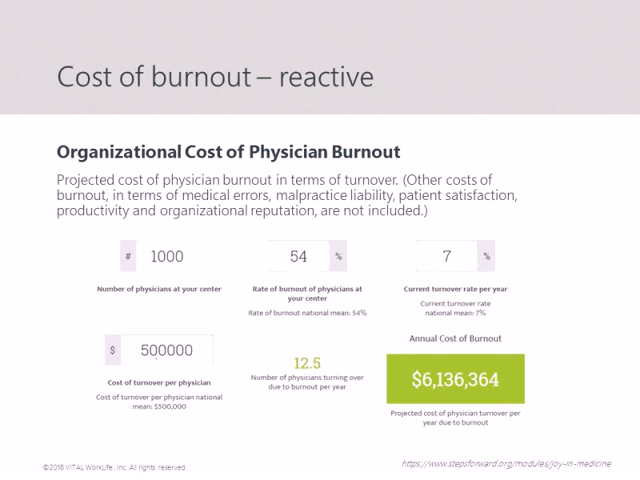 Cost of burnout – reactive
Organizational Cost of Physician Burnout
Projected cost of physician burnout in terms of turnover. (Other costs of
burnout, in terms of medical errors, malpractice liability, patient satisfaction,
productivity and organizational reputation, are not included.)
# 1000
Number of physicians at your center
54 %
Rate of burnout of physicians at
your center
Rate of burnout national mean: 54%
7 %
Current turnover rate per year
Current turnover rate
national mean: 7%
$ 500000
Cost of turnover per physician
Cost of turnover per physician national
mean: $500,000
12.5
Number of physicians turning over
due to burnout per year
Annual Cost of Burnout
$6,136,364
Projected cost of physician turnover per
year due to burnout
©2018 VITAL WorkLife, Inc. All rights reserved.
https://www.stepsforward.org/modules/joy-in-medicine